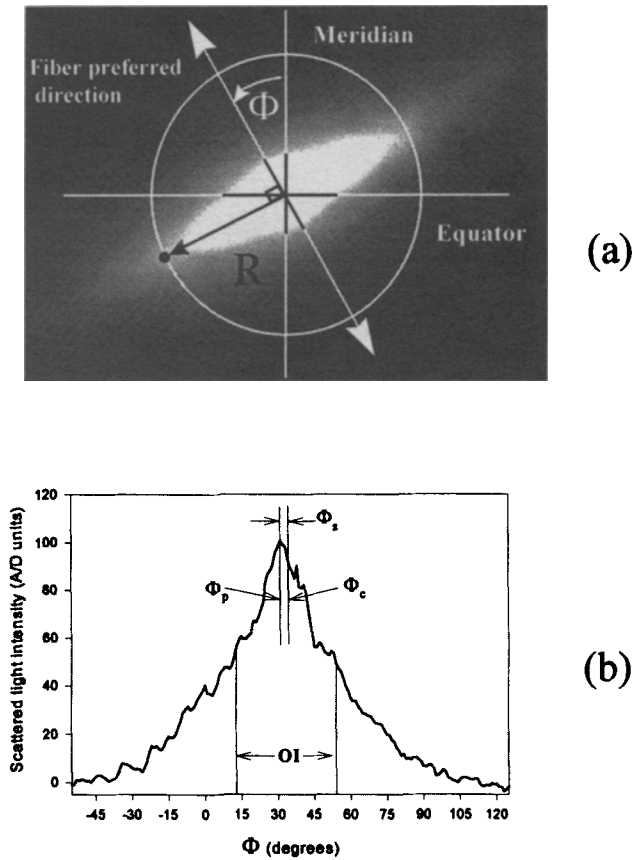 Meridian
Fiber preferred
direction
Φ
Equator
R
(a)
120
100
80
60
40
20
0
Scattered light intensity (A/D units)
Φs
Φp
Φc
OI
-45 -30 -15 0 15 30 45 60 75 90 105 120
Φ (degrees)
(b)